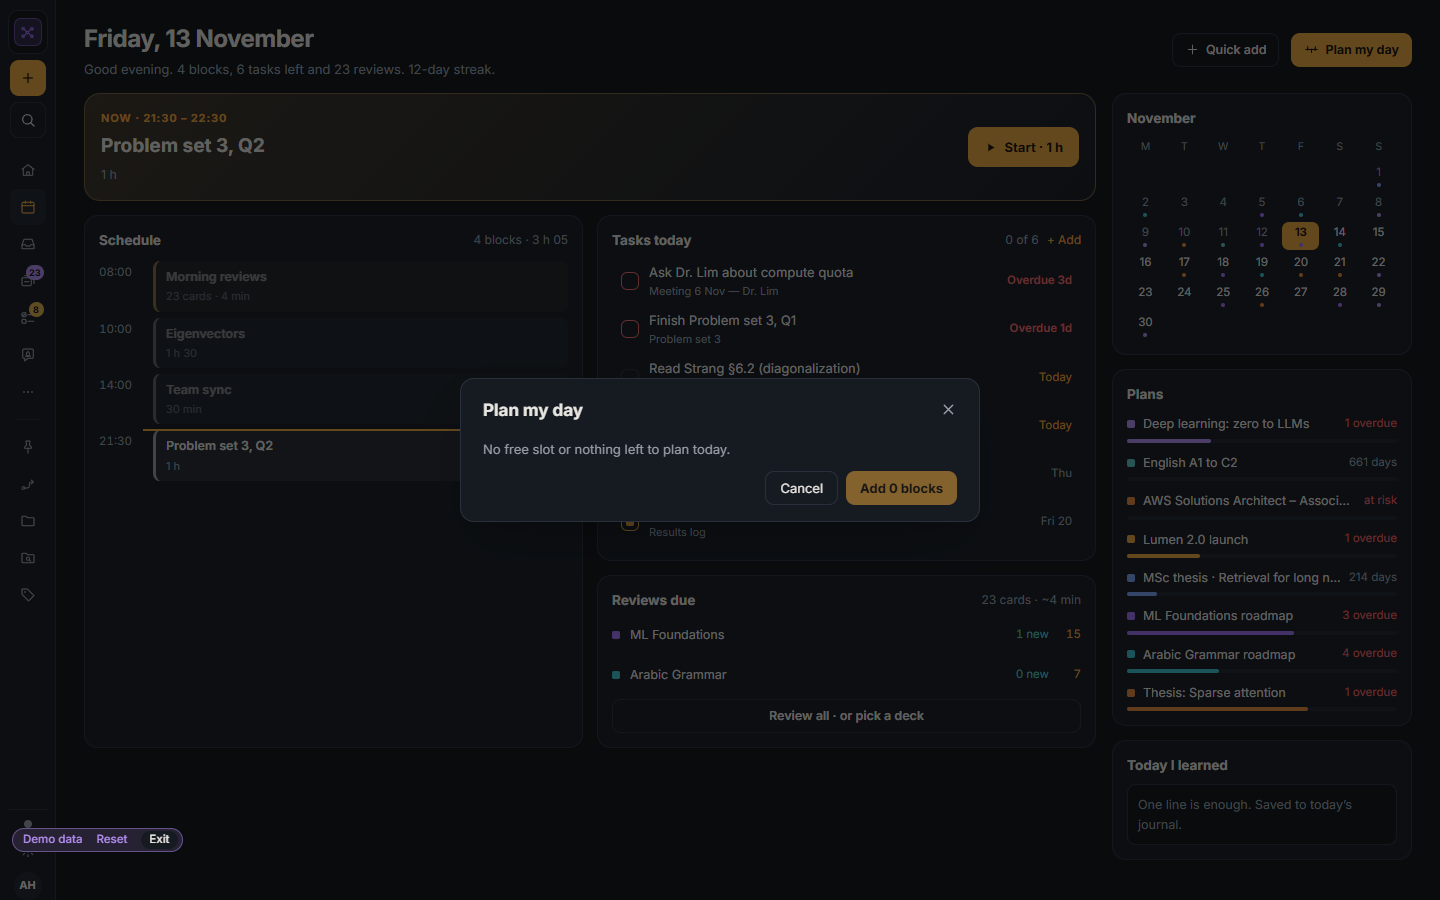 Friday, 13 November
Good evening. 4 blocks, 6 tasks left and 23 reviews. 12-day streak.
Quick add
Plan my day
NOW · 21:30 – 22:30
Problem set 3, Q2
1 h
Start · 1 h
23
8
Schedule
4 blocks · 3 h 05
08:00
Morning reviews
23 cards · 4 min
10:00
Eigenvectors
1 h 30
14:00
Team sync
30 min
21:30
Problem set 3, Q2
1 h
Tasks today
0 of 6 + Add
Ask Dr. Lim about compute quota
Meeting 6 Nov — Dr. Lim
Overdue 3d
Finish Problem set 3, Q1
Problem set 3
Overdue 1d
Read Strang §6.2 (diagonalization)
Today
Today
Thu
Fri 20
Results log
Plan my day
No free slot or nothing left to plan today.
Cancel
Add 0 blocks
Reviews due
23 cards · ~4 min
ML Foundations
1 new 15
Arabic Grammar
0 new 7
Review all · or pick a deck
November
M T W T F S S
1
2 3 4 5 6 7 8
9 10 11 12 13 14 15
16 17 18 19 20 21 22
23 24 25 26 27 28 29
30
Plans
Deep learning: zero to LLMs 1 overdue
English A1 to C2 661 days
AWS Solutions Architect – Associ... at risk
Lumen 2.0 launch 1 overdue
MSc thesis · Retrieval for long n... 214 days
ML Foundations roadmap 3 overdue
Arabic Grammar roadmap 4 overdue
Thesis: Sparse attention 1 overdue
Today I learned
One line is enough. Saved to today's
journal.
Demo data Reset Exit
AH